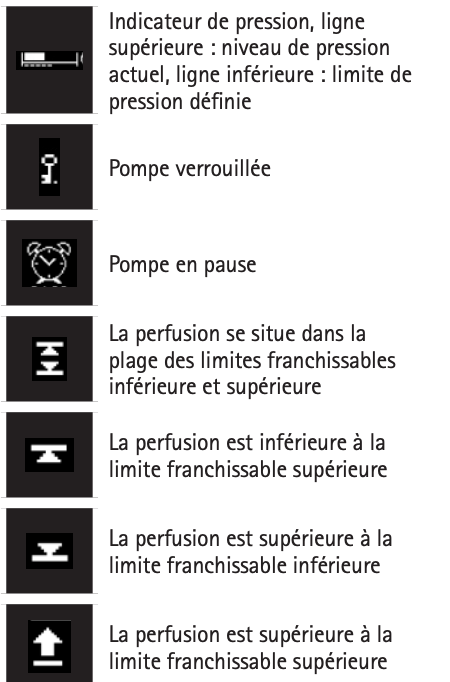 Indicateur de pression, ligne
supérieure : niveau de pression
actuel, ligne inférieure : limite de
pression définie
Pompe verrouillée
Pompe en pause
La perfusion se situe dans la
plage des limites franchissables
inférieure et supérieure
La perfusion est inférieure à la
limite franchissable supérieure
La perfusion est supérieure à la
limite franchissable inférieure
La perfusion est supérieure à la
limite franchissable supérieure